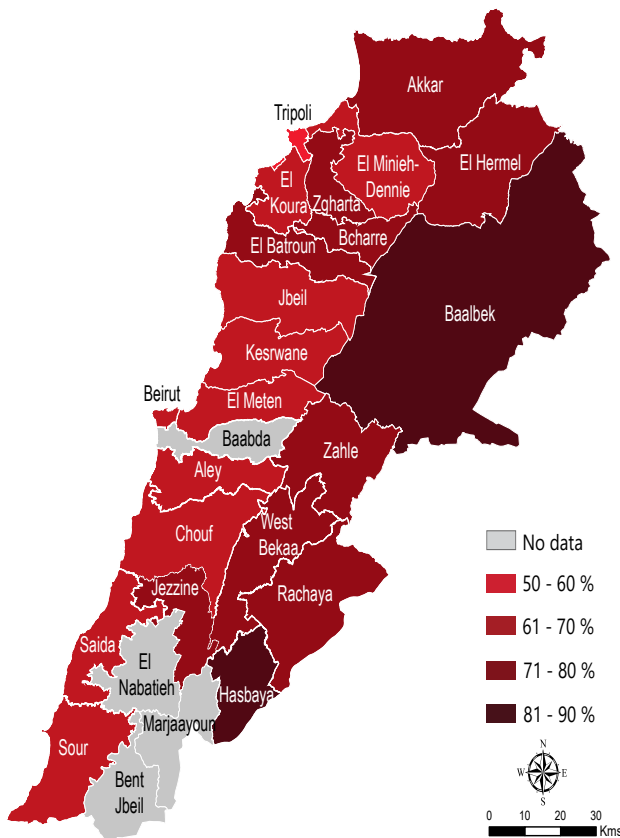 Akkar
Tripoli
El Minieh-
Dennie
El Hermel
El
Koura
Zgharta
Bcharre
El Batroun
Jbeil
Baalbek
Kesrwane
Beirut
El Meten
Baabda
Zahle
Aley
West
Bekaa
Chouf
Jezzine
Rachaya
Saida
El
Nabatieh
Hasbaya
Marjaayoun
Sour
Bent
Jbeil
No data
50 - 60 %
61 - 70 %
71 - 80 %
81 - 90 %
N
W E
S
0 10 20 30
Kms